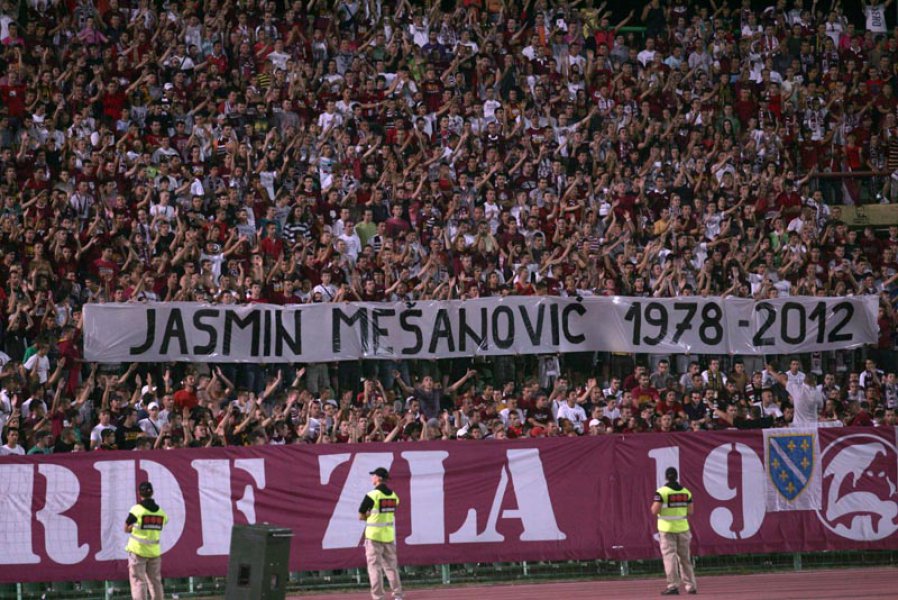 JASMIN MEŠANOVIĆ 1978-2012
RDE ZLA 19